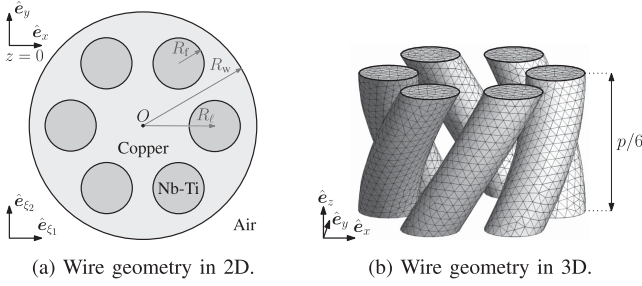 ê_y
ê_x
z = 0
R_f
R_w
O
R_ℓ
Copper
Nb-Ti
ê_ξ₂
ê_ξ₁
Air
(a) Wire geometry in 2D.
p/6
ê_z
ê_y
ê_x
(b) Wire geometry in 3D.